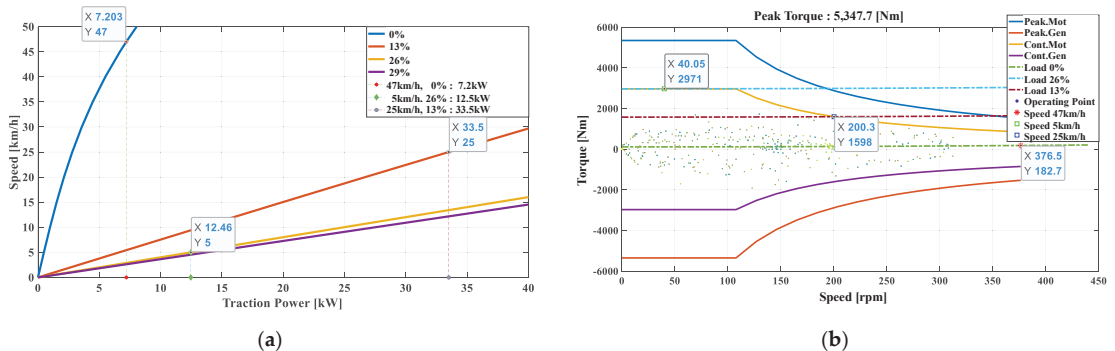 X 7.203
Y 47
0%
13%
26%
29%
47km/h, 0% : 7.2kW
5km/h, 26% : 12.5kW
25km/h, 13% : 33.5kW
X 33.5
Y 25
X 12.46
Y 5
50
45
40
35
30
25
20
15
10
5
0
Speed [km/h]
0 5 10 15 20 25 30 35 40
Traction Power [kW]
(a)
Peak Torque : 5,347.7 [Nm]
Peak.Mot
Peak.Gen
Cont.Mot
Cont.Gen
Load 0%
Load 26%
Load 13%
Operating Point
Speed 47km/h
Speed 5km/h
Speed 25km/h
X 40.05
Y 2971
X 200.3
Y 1598
X 376.5
Y 182.7
6000
4000
2000
0
-2000
-4000
-6000
Torque [Nm]
0 50 100 150 200 250 300 350 400 450
Speed [rpm]
(b)